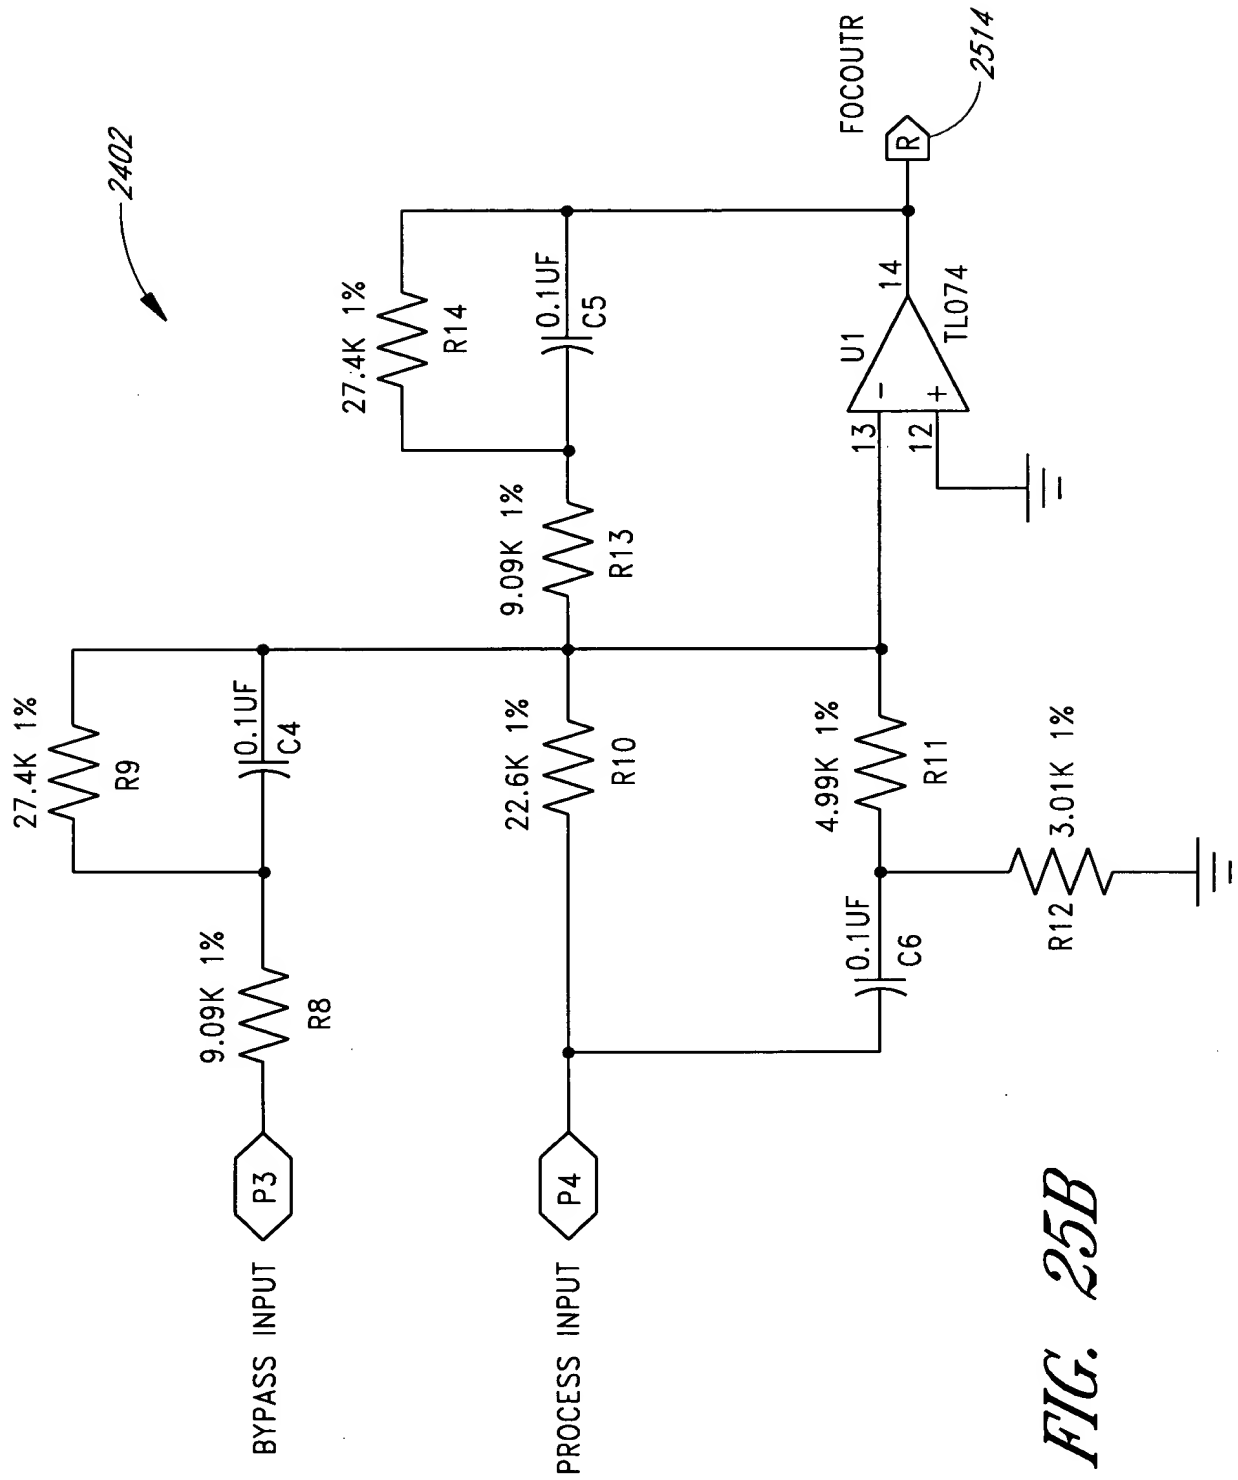 2402
27.4K 1%
R9
0.1UF
C4
9.09K 1%
R8
P3
BYPASS INPUT
27.4K 1%
R14
0.1UF
C5
9.09K 1%
R13
22.6K 1%
R10
P4
PROCESS INPUT
FOCOUTR
R
2514
U1
14
TL074
-
+
13
12
4.99K 1%
R11
0.1UF
C6
R12
3.01K 1%
FIG. 25B